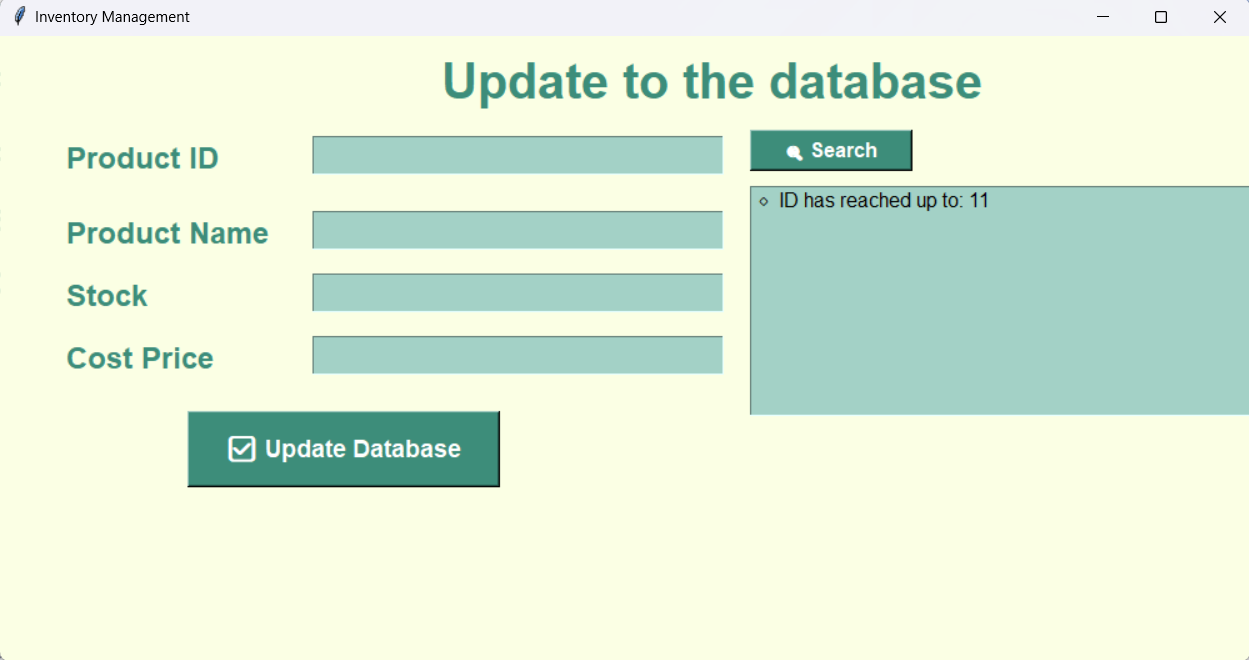 Inventory Management
Update to the database
Product ID
Search
◇ ID has reached up to: 11
Product Name
Stock
Cost Price
Update Database